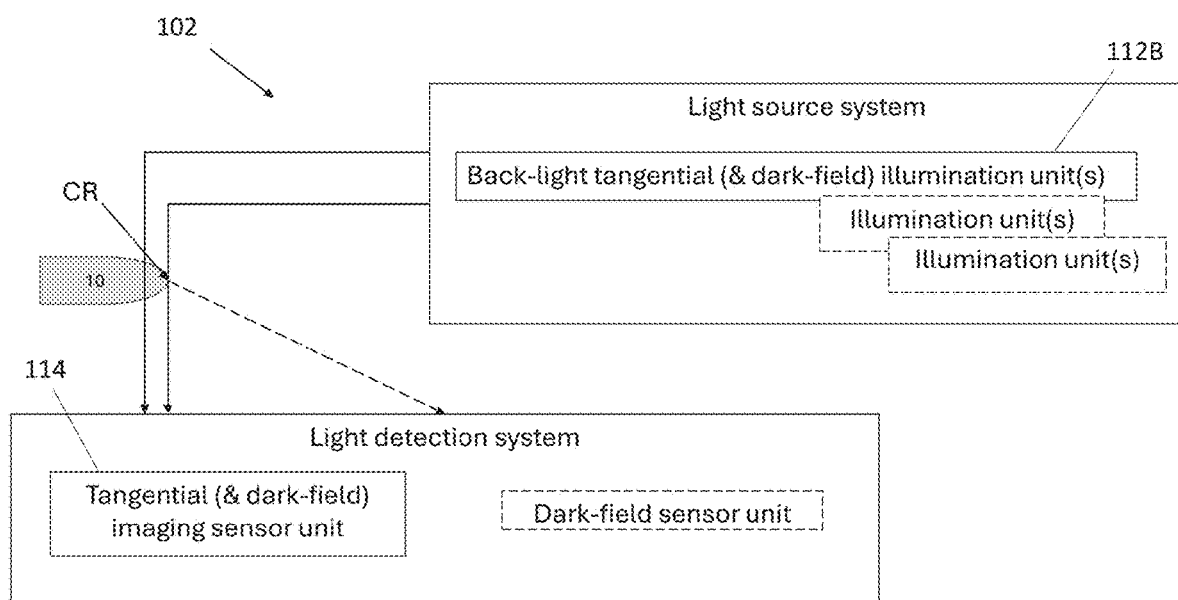 102
112B
Light source system
Back-light tangential (& dark-field) illumination unit(s)
Illumination unit(s)
Illumination unit(s)
CR
10
114
Light detection system
Tangential (& dark-field)
imaging sensor unit
Dark-field sensor unit